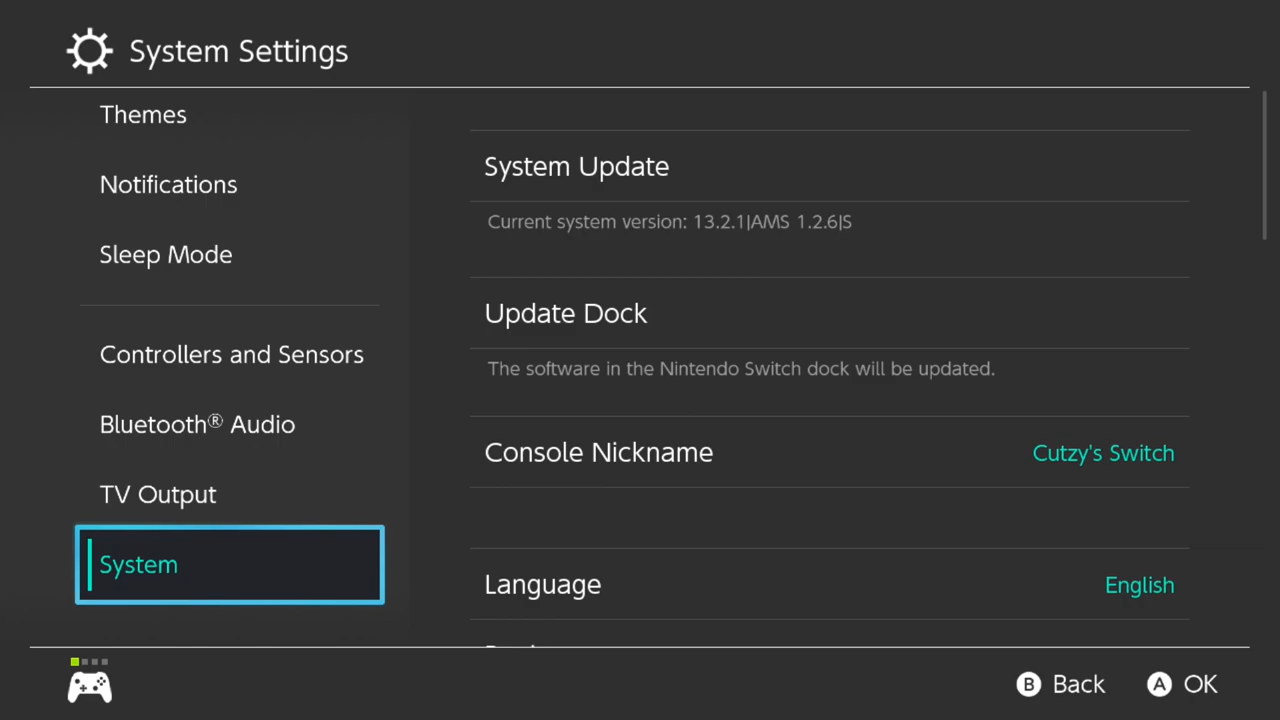 System Settings
Themes
Notifications
Sleep Mode
Controllers and Sensors
Bluetooth® Audio
TV Output
System
System Update
Current system version: 13.2.1|AMS 1.2.6|S
Update Dock
The software in the Nintendo Switch dock will be updated.
Console Nickname Cutzy's Switch
Language English
B Back A OK